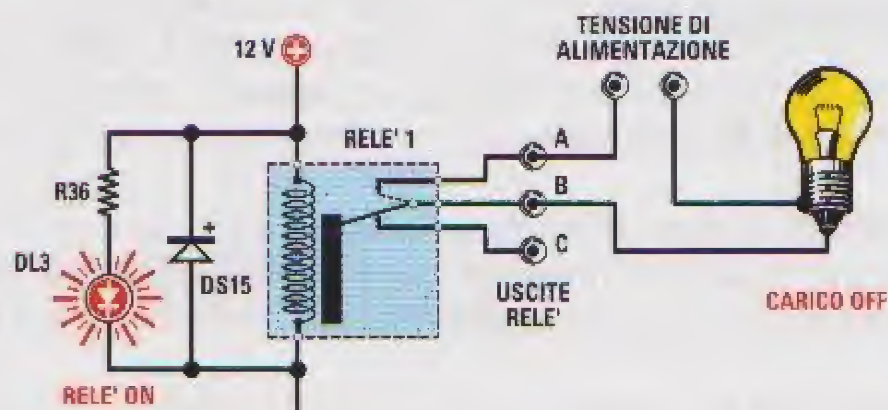 TENSIONE DI
ALIMENTAZIONE
12 V
RELE' 1
A
R36
B
DL3
+
DS15
C
USCITE
RELE'
CARICO OFF
RELE' ON